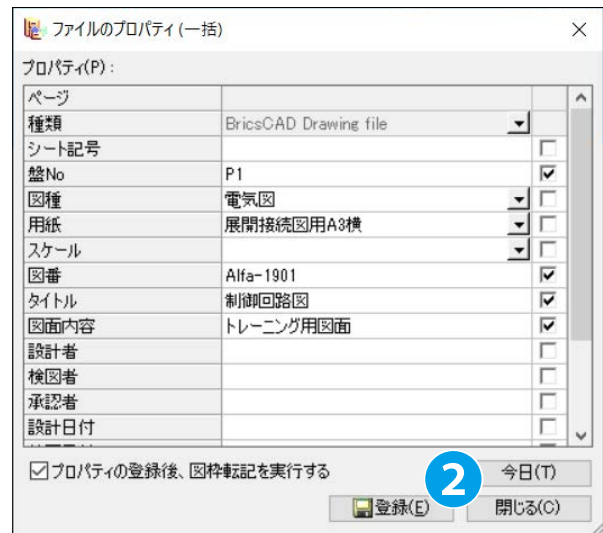 ファイルのプロパティ (一括)
プロパティ(P) :
ページ
種類 BricsCAD Drawing file
シート記号
盤No P1
図種 電気図
用紙 展開接続図用A3横
スケール
図番 Alfa-1901
タイトル 制御回路図
図面内容 トレーニング用図面
設計者
検図者
承認者
設計日付
プロパティの登録後、図枠転記を実行する
2 今日(T)
登録(E) 閉じる(C)